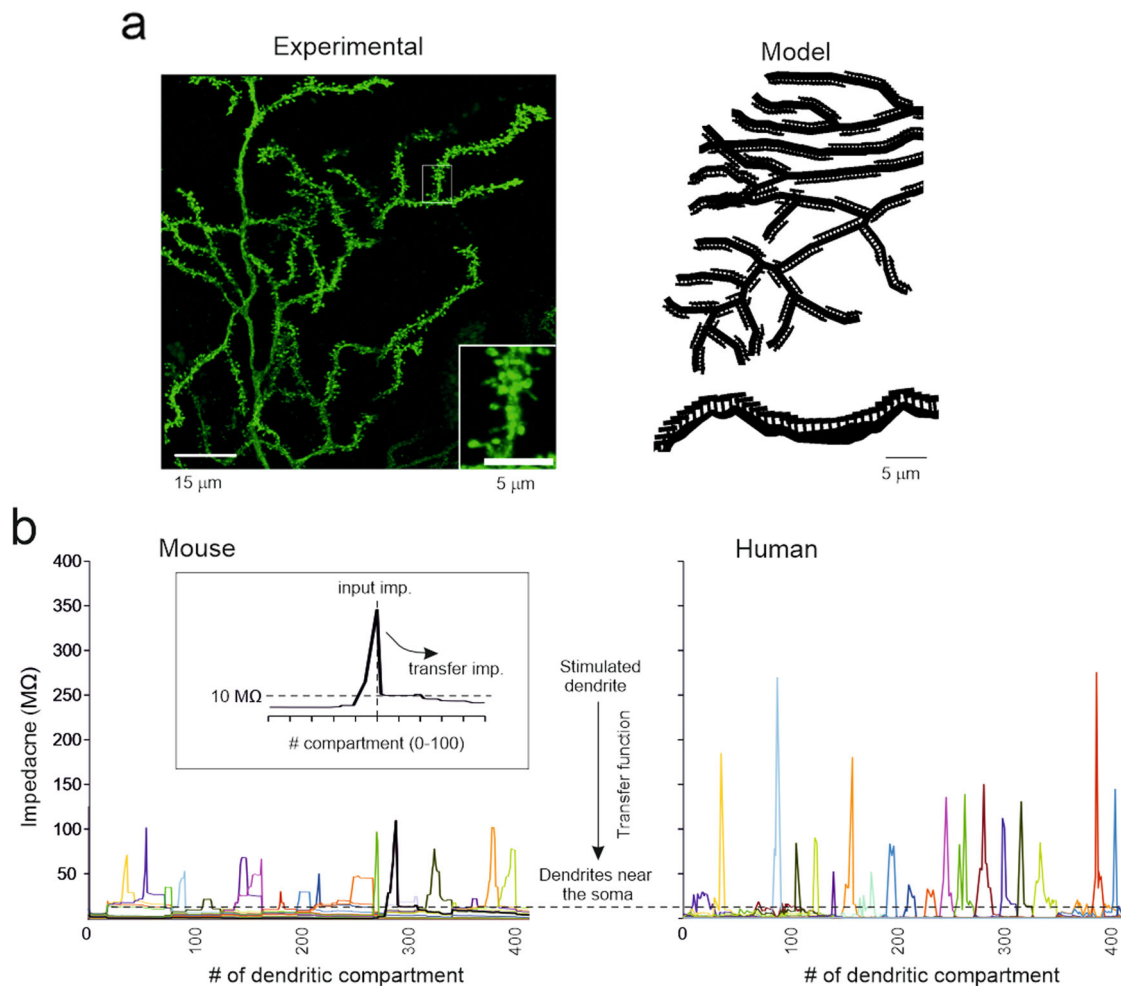 a
Experimental
Model
15 μm
5 μm
5 μm
b
Mouse
Human
400
350
300
250
200
150
100
50
Impedacne (MΩ)
input imp.
transfer imp.
10 MΩ
# compartment (0-100)
Stimulated
dendrite
Transfer function
Dendrites near
the soma
0
100
200
300
400
# of dendritic compartment
0
100
200
300
400
# of dendritic compartment